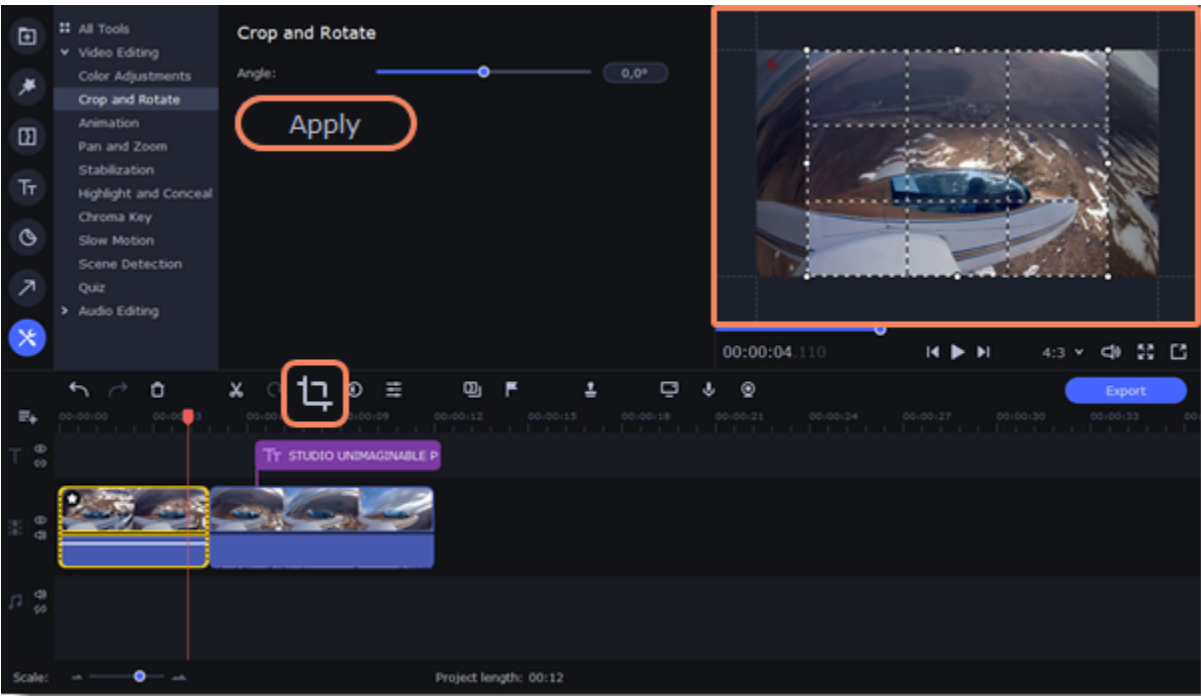 All Tools
Video Editing
Color Adjustments
Crop and Rotate
Animation
Pan and Zoom
Stabilization
Highlight and Conceal
Chroma Key
Slow Motion
Scene Detection
Quiz
Audio Editing
Crop and Rotate
Angle: 0,0°
Apply
00:00:04.110
4:3
Export
00:00:00
00:00:09 00:00:12 00:00:15 00:00:18 00:00:21 00:00:24 00:00:27 00:00:30 00:00:33
T
Tт STUDIO UNIMAGINABLE P
Scale:
Project length: 00:12